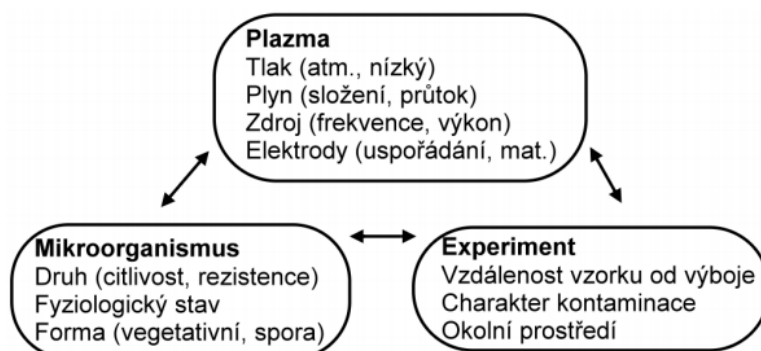 Plazma
Tlak (atm., nízký)
Plyn (složení, průtok)
Zdroj (frekvence, výkon)
Elektrody (uspořádání, mat.)
Mikroorganismus
Druh (citlivost, rezistence)
Fyziologický stav
Forma (vegetativní, spora)
Experiment
Vzdálenost vzorku od výboje
Charakter kontaminace
Okolní prostředí